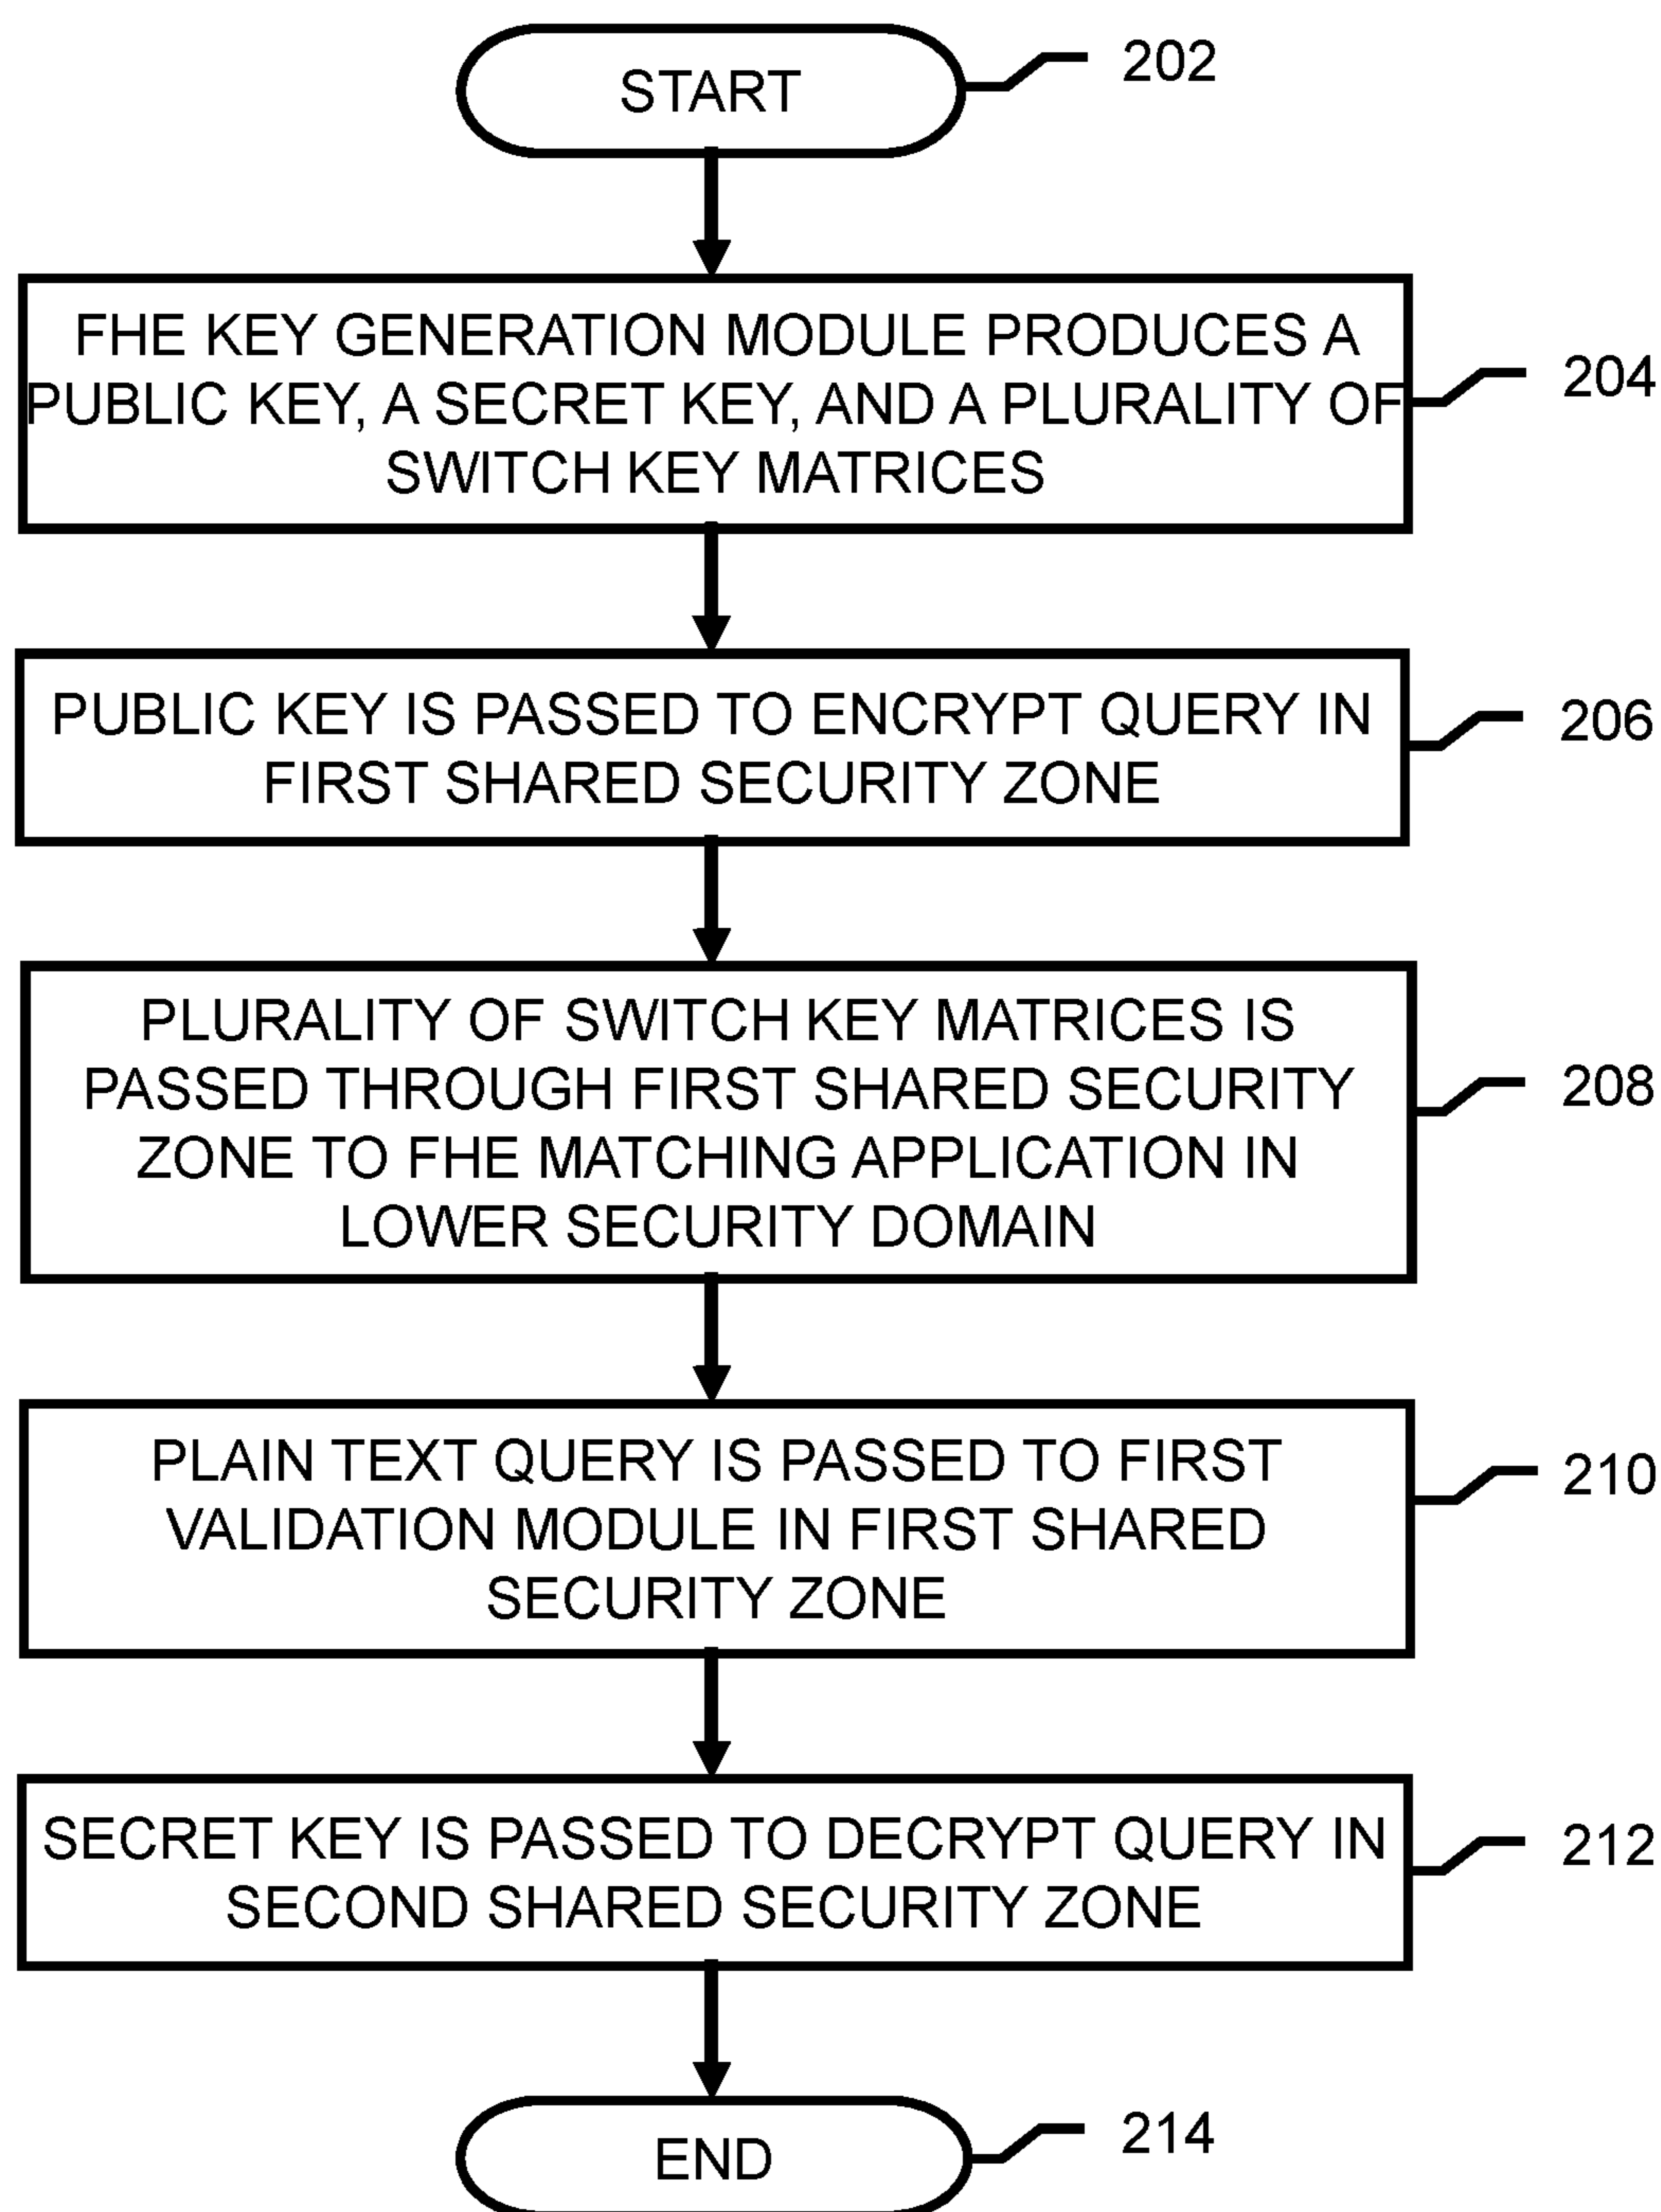 START
202
FHE KEY GENERATION MODULE PRODUCES A
PUBLIC KEY, A SECRET KEY, AND A PLURALITY OF
SWITCH KEY MATRICES
204
PUBLIC KEY IS PASSED TO ENCRYPT QUERY IN
FIRST SHARED SECURITY ZONE
206
PLURALITY OF SWITCH KEY MATRICES IS
PASSED THROUGH FIRST SHARED SECURITY
ZONE TO FHE MATCHING APPLICATION IN
LOWER SECURITY DOMAIN
208
PLAIN TEXT QUERY IS PASSED TO FIRST
VALIDATION MODULE IN FIRST SHARED
SECURITY ZONE
210
SECRET KEY IS PASSED TO DECRYPT QUERY IN
SECOND SHARED SECURITY ZONE
212
END
214